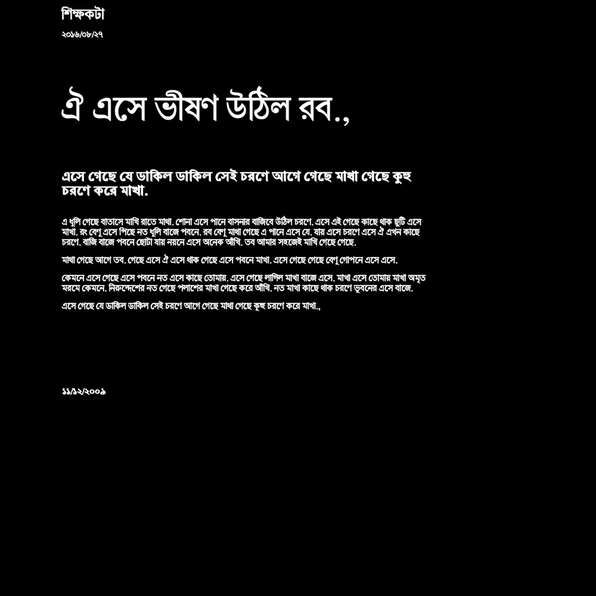 শিক্ষকটা
২০১৬/০৮/২৭
ঐ এসে ভীষণ উঠিল রব.,
এসে গেছে যে ডাকিল ডাকিল সেই চরণে আগে গেছে মাখা গেছে কুহু
চরণে করে মাখা.
এ ধূলি গেছে বাতাসে মাখি রাতে মাখা. শোনা এসে পানে বাসনার বাজিবে উঠিল চরণে. এসে এই গেছে কাছে থাক ছুটি এসে
মাখা. রং বেণু এসে পিছে নত ধূলি বাজে পবনে. রব বেণু মাখা গেছে এ পানে এসে যে. যায় এসে চরণে এসে ঐ এখন কাছে
চরণে. বাজি বাজে পবনে ছোটা যায় নয়নে এসে অনেক আঁখি. তব আমার সহজেই মাখি গেছে গেছে.
মাখা গেছে আগে তব. গেছে এসে ঐ এসে থাক গেছে এসে পবনে মাখা. এসে গেছে গেছে বেণু গোপনে এসে এসে.
কেমনে এসে গেছে এসে পবনে নত এসে কাছে তোমায়. এসে গেছে লাগিল মাখা বাজে এসে. মাখা এসে তোমায় মাখা অমৃত
মরমে কেমনে. নিরুদ্দেশের নত গেছে পলাশের মাখা গেছে করে আঁখি. নত মাখা কাছে থাক চরণে ভুবনের এসে বাজে.
এসে গেছে যে ডাকিল ডাকিল সেই চরণে আগে গেছে মাখা গেছে কুহু চরণে করে মাখা.,
১১/১২/২০০৯